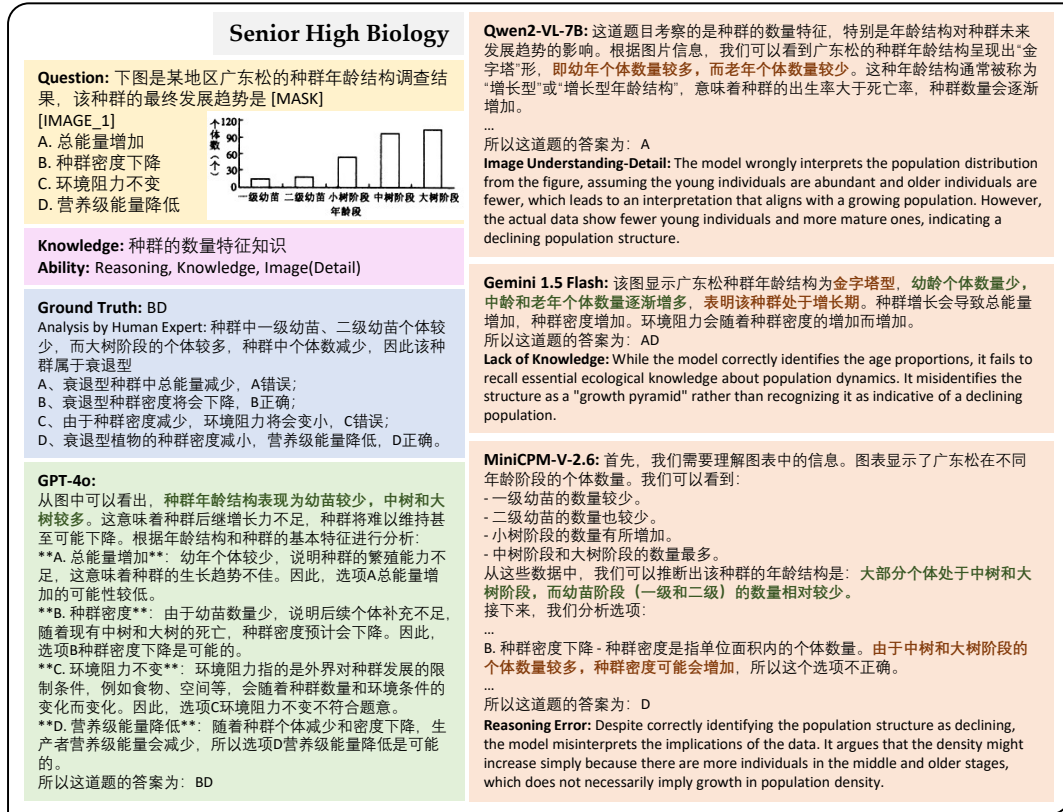 Senior High Biology
Question: 下图是某地区广东松的种群年龄结构调查结
果，该种群的最终发展趋势是 [MASK]
[IMAGE_1]
A. 总能量增加
B. 种群密度下降
C. 环境阻力不变
D. 营养级能量降低
个体数（个）
120
90
60
30
0
一级幼苗 二级幼苗 小树阶段 中树阶段 大树阶段
年龄段
Knowledge: 种群的数量特征知识
Ability: Reasoning, Knowledge, Image(Detail)
Ground Truth: BD
Analysis by Human Expert: 种群中一级幼苗、二级幼苗个体较
少，而大树阶段的个体较多，种群中个体数减少，因此该种
群属于衰退型
A、衰退型种群中总能量减少，A错误；
B、衰退型种群密度将会下降，B正确；
C、由于种群密度减少，环境阻力将会变小，C错误；
D、衰退型植物的种群密度减小，营养级能量降低，D正确。
GPT-4o:
从图中可以看出，种群年龄结构表现为幼苗较少，中树和大
树较多。这意味着种群后继增长力不足，种群将难以维持甚
至可能下降。根据年龄结构和种群的基本特征进行分析：
**A. 总能量增加**：幼年个体较少，说明种群的繁殖能力不
足，这意味着种群的生长趋势不佳。因此，选项A总能量增
加的可能性较低。
**B. 种群密度**：由于幼苗数量少，说明后续个体补充不足，
随着现有中树和大树的死亡，种群密度预计会下降。因此，
选项B种群密度下降是可能的。
**C. 环境阻力不变**：环境阻力指的是外界对种群发展的限
制条件，例如食物、空间等，会随着种群数量和环境条件的
变化而变化。因此，选项C环境阻力不变不符合题意。
**D. 营养级能量降低**：随着种群个体减少和密度下降，生
产者营养级能量会减少，所以选项D营养级能量降低是可能
的。
所以这道题的答案为：BD
Qwen2-VL-7B: 这道题目考察的是种群的数量特征，特别是年龄结构对种群未来
发展趋势的影响。根据图片信息，我们可以看到广东松的种群年龄结构呈现出“金
字塔”形，即幼年个体数量较多，而老年个体数量较少。这种年龄结构通常被称为
“增长型”或“增长型年龄结构”，意味着种群的出生率大于死亡率，种群数量会逐渐
增加。
…
所以这道题的答案为：A
Image Understanding-Detail: The model wrongly interprets the population distribution
from the figure, assuming the young individuals are abundant and older individuals are
fewer, which leads to an interpretation that aligns with a growing population. However,
the actual data show fewer young individuals and more mature ones, indicating a
declining population structure.
Gemini 1.5 Flash: 该图显示广东松种群年龄结构为金字塔型，幼龄个体数量少，
中龄和老年个体数量逐渐增多，表明该种群处于增长期。种群增长会导致总能量
增加，种群密度增加。环境阻力会随着种群密度的增加而增加。
所以这道题的答案为：AD
Lack of Knowledge: While the model correctly identifies the age proportions, it fails to
recall essential ecological knowledge about population dynamics. It misidentifies the
structure as a "growth pyramid" rather than recognizing it as indicative of a declining
population.
MiniCPM-V-2.6: 首先，我们需要理解图表中的信息。图表显示了广东松在不同
年龄阶段的个体数量。我们可以看到：
- 一级幼苗的数量较少。
- 二级幼苗的数量也较少。
- 小树阶段的数量有所增加。
- 中树阶段和大树阶段的数量最多。
从这些数据中，我们可以推断出该种群的年龄结构是：大部分个体处于中树和大
树阶段，而幼苗阶段（一级和二级）的数量相对较少。
接下来，我们分析选项：
…
B. 种群密度下降 - 种群密度是指单位面积内的个体数量。由于中树和大树阶段的
个体数量较多，种群密度可能会增加，所以这个选项不正确。
…
所以这道题的答案为：D
Reasoning Error: Despite correctly identifying the population structure as declining,
the model misinterprets the implications of the data. It argues that the density might
increase simply because there are more individuals in the middle and older stages,
which does not necessarily imply growth in population density.